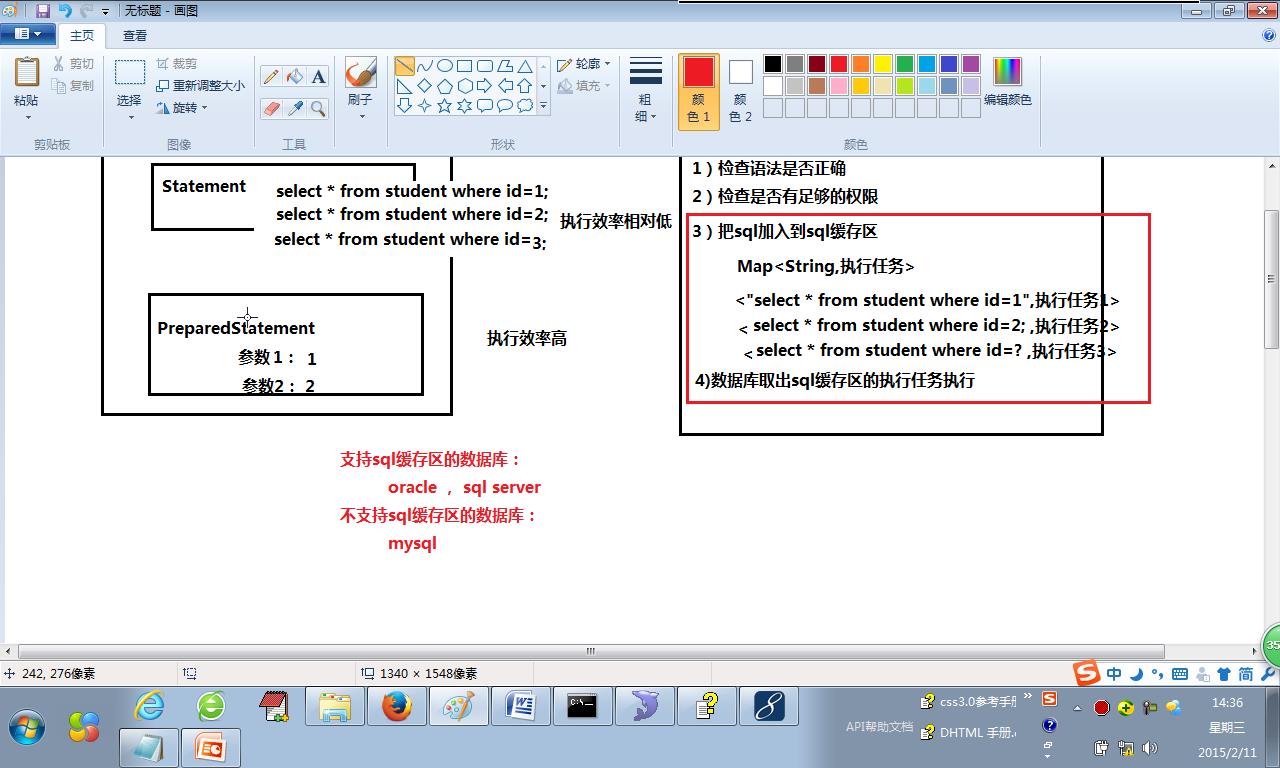 无标题 - 画图
主页
查看
粘贴
剪切
复制
剪贴板
选择
裁剪
重新调整大小
旋转
图像
A
工具
刷子
形状
轮廓
填充
粗
细
颜
色 1
颜
色 2
颜色
编辑颜色
Statement
select * from student where id=1;
select * from student where id=2;
select * from student where id=3;
执行效率相对低
PreparedStatement
参数1： 1
参数2： 2
执行效率高
1）检查语法是否正确
2）检查是否有足够的权限
3）把sql加入到sql缓存区
Map<String,执行任务>
<"select * from student where id=1",执行任务1>
< select * from student where id=2; ,执行任务2>
< select * from student where id=? ,执行任务3>
4)数据库取出sql缓存区的执行任务执行
支持sql缓存区的数据库：
oracle ， sql server
不支持sql缓存区的数据库：
mysql
35
242, 276像素
1340 × 1548像素
中
简
API帮助文档
css3.0参考手册
DHTML 手册.c
14:36
星期三
2015/2/11